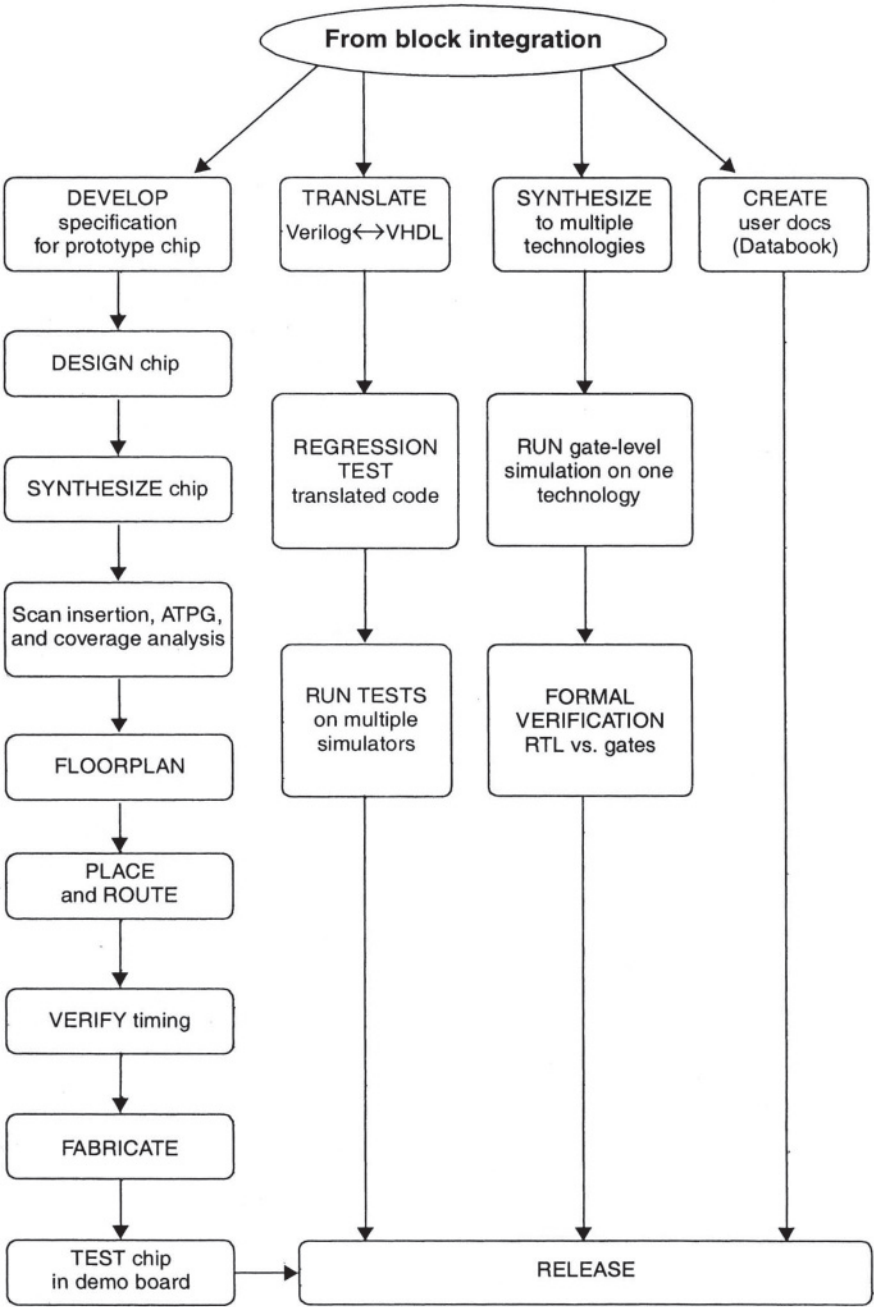 From block integration
DEVELOP
specification
for prototype chip
DESIGN chip
SYNTHESIZE chip
Scan insertion, ATPG,
and coverage analysis
FLOORPLAN
PLACE
and ROUTE
VERIFY timing
FABRICATE
TEST chip
in demo board
TRANSLATE
Verilog↔VHDL
REGRESSION
TEST
translated code
RUN TESTS
on multiple
simulators
SYNTHESIZE
to multiple
technologies
RUN gate-level
simulation on one
technology
FORMAL
VERIFICATION
RTL vs. gates
CREATE
user docs
(Databook)
RELEASE